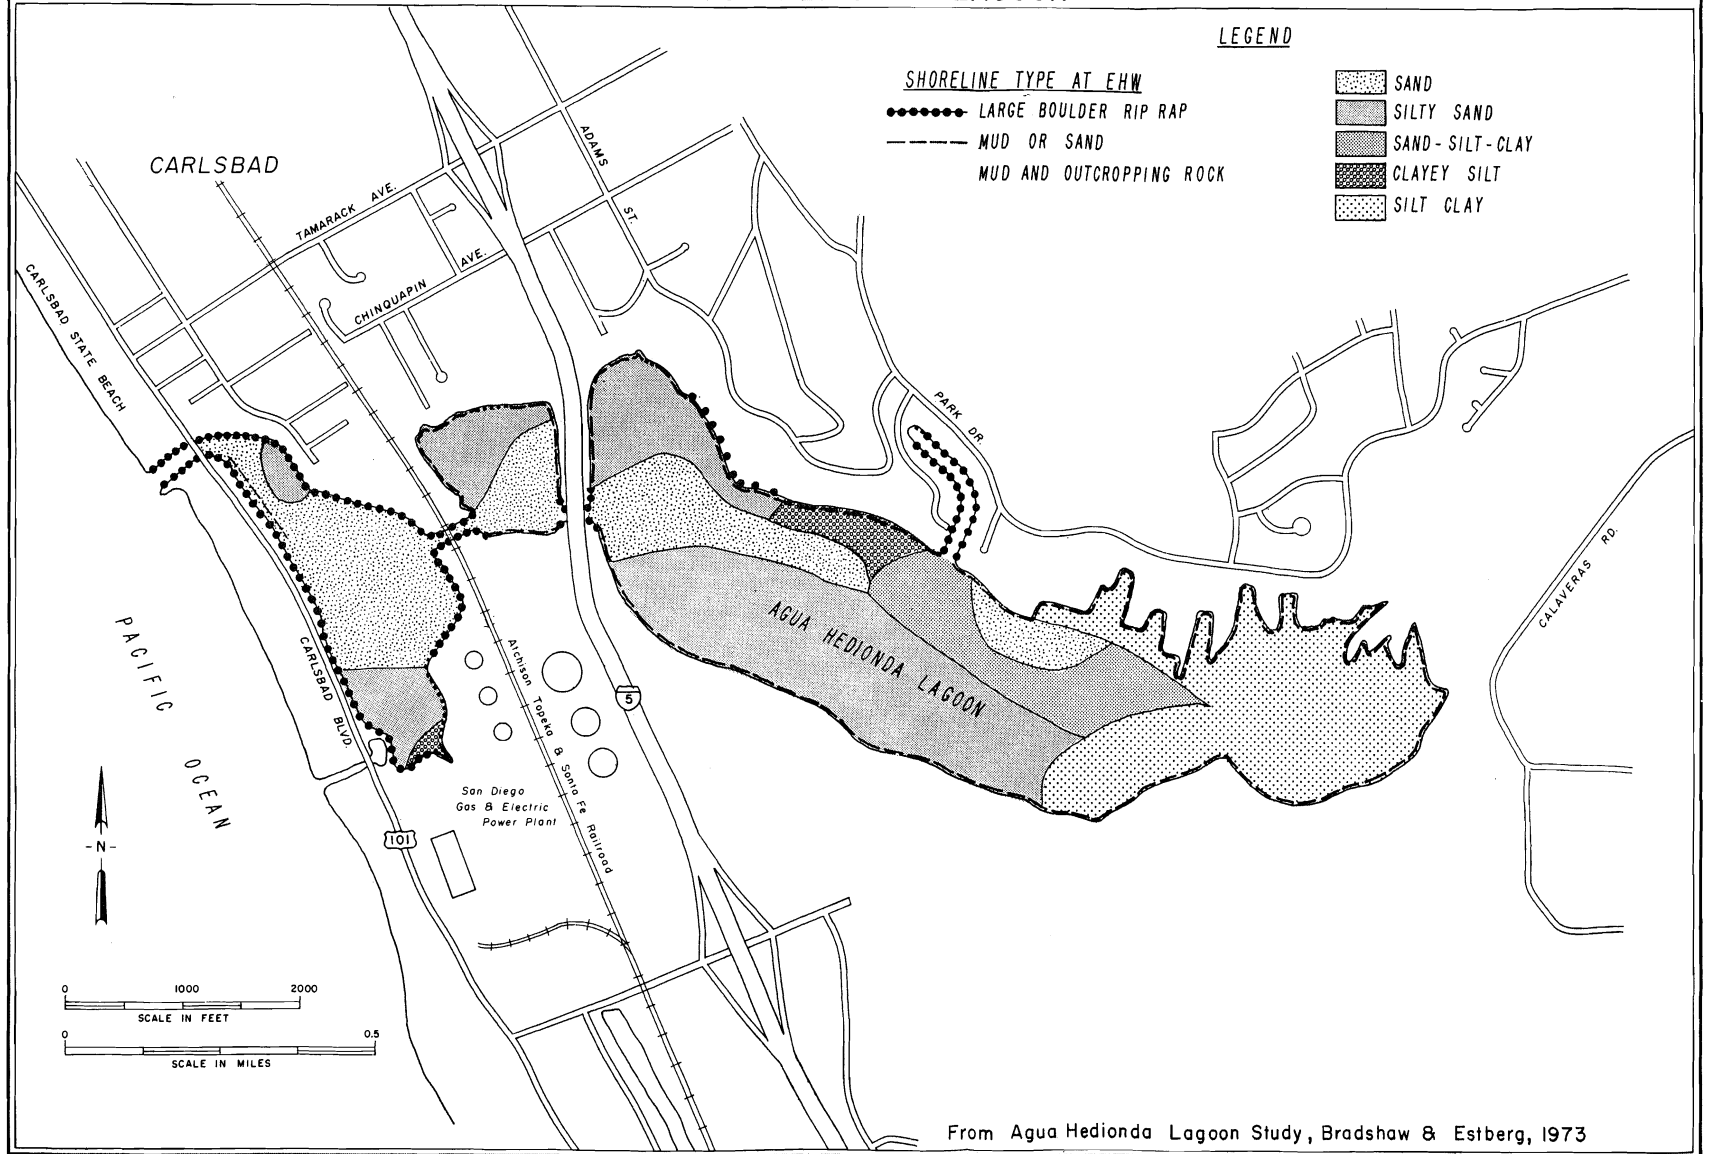 LEGEND
SHORELINE TYPE AT EHW
LARGE BOULDER RIP RAP
MUD OR SAND
MUD AND OUTCROPPING ROCK
SAND
SILTY SAND
SAND-SILT-CLAY
CLAYEY SILT
SILT CLAY
CARLSBAD
TAMARACK AVE.
ADAMS ST.
CHINQUAPIN AVE.
CARLSBAD STATE BEACH
PARK DR.
CALAVERAS RD.
PACIFIC OCEAN
CARLSBAD BLVD.
AGUA HEDIONDA LAGOON
Atchison Topeka & Santa Fe Railroad
5
San Diego
Gas & Electric
Power Plant
101
-N-
0 1000 2000
SCALE IN FEET
0 0.5
SCALE IN MILES
From Agua Hedionda Lagoon Study, Bradshaw & Estberg, 1973